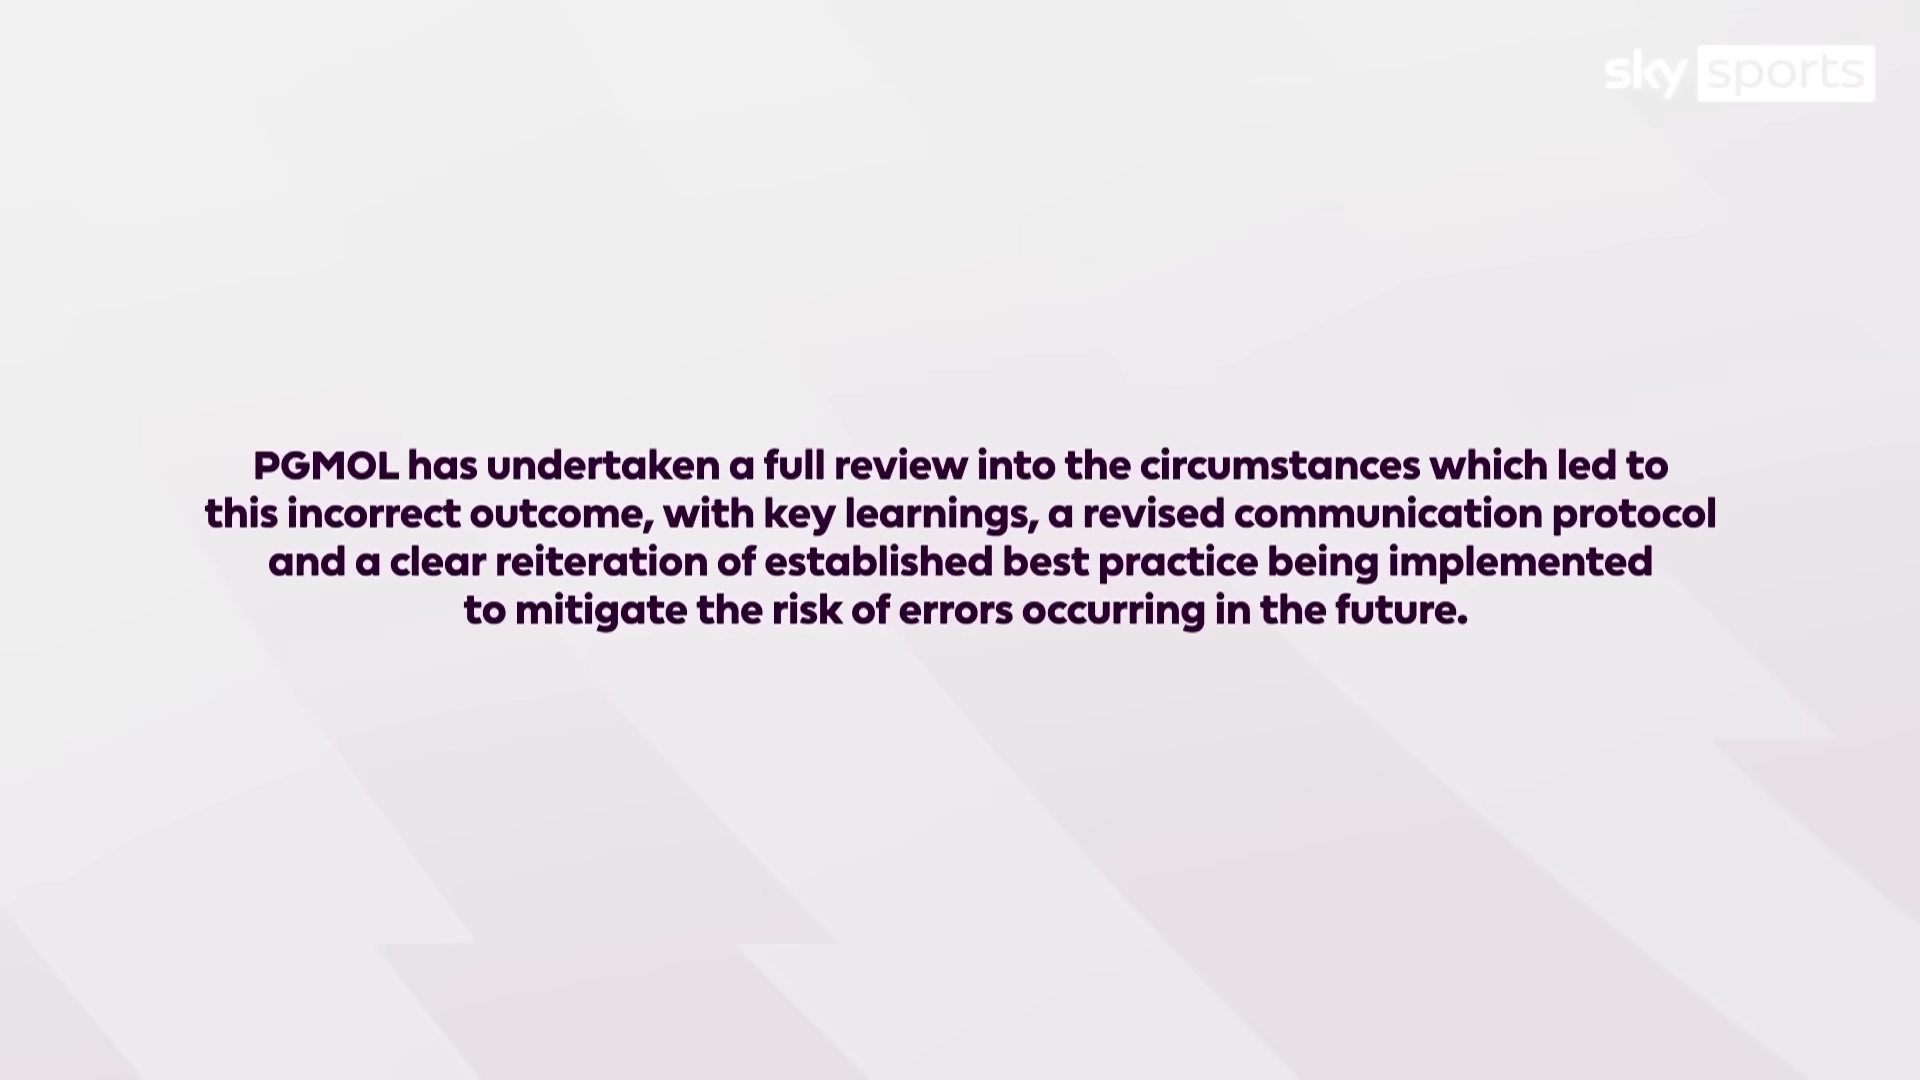 sky sports
PGMOL has undertaken a full review into the circumstances which led to
this incorrect outcome, with key learnings, a revised communication protocol
and a clear reiteration of established best practice being implemented
to mitigate the risk of errors occurring in the future.